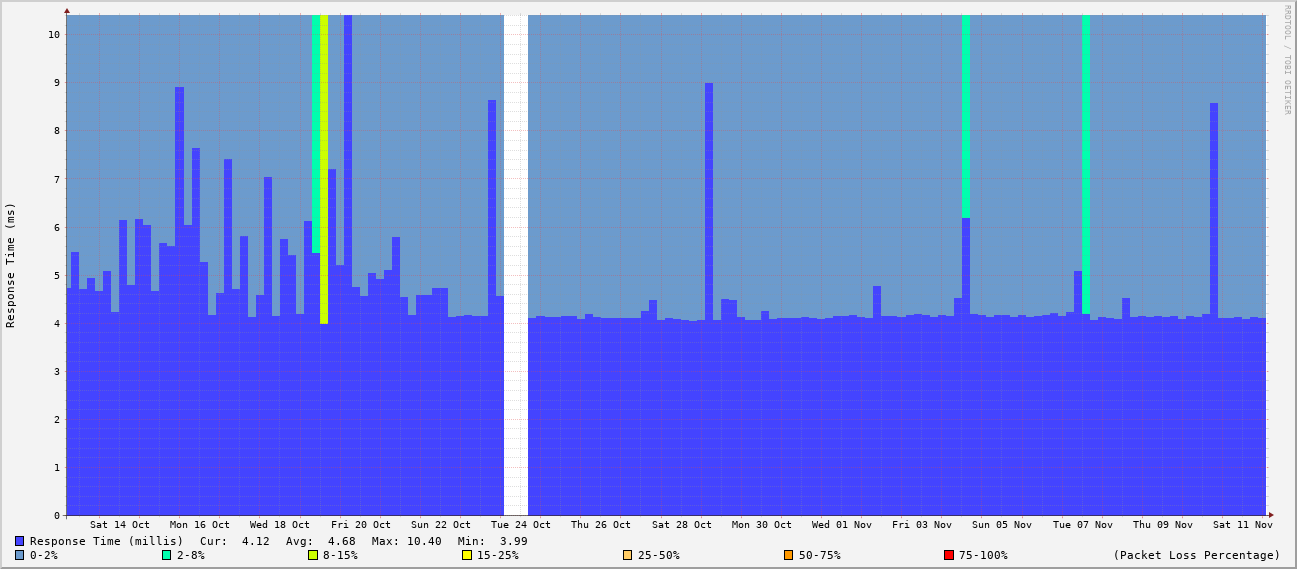 RRDTOOL / TOBI OETIKER
Response Time (ms)
10
9
8
7
6
5
4
3
2
1
0
Sat 14 Oct Mon 16 Oct Wed 18 Oct Fri 20 Oct Sun 22 Oct Tue 24 Oct Thu 26 Oct Sat 28 Oct Mon 30 Oct Wed 01 Nov Fri 03 Nov Sun 05 Nov Tue 07 Nov Thu 09 Nov Sat 11 Nov
Response Time (millis) Cur: 4.12 Avg: 4.68 Max: 10.40 Min: 3.99
0-2% 2-8% 8-15% 15-25% 25-50% 50-75% 75-100% (Packet Loss Percentage)